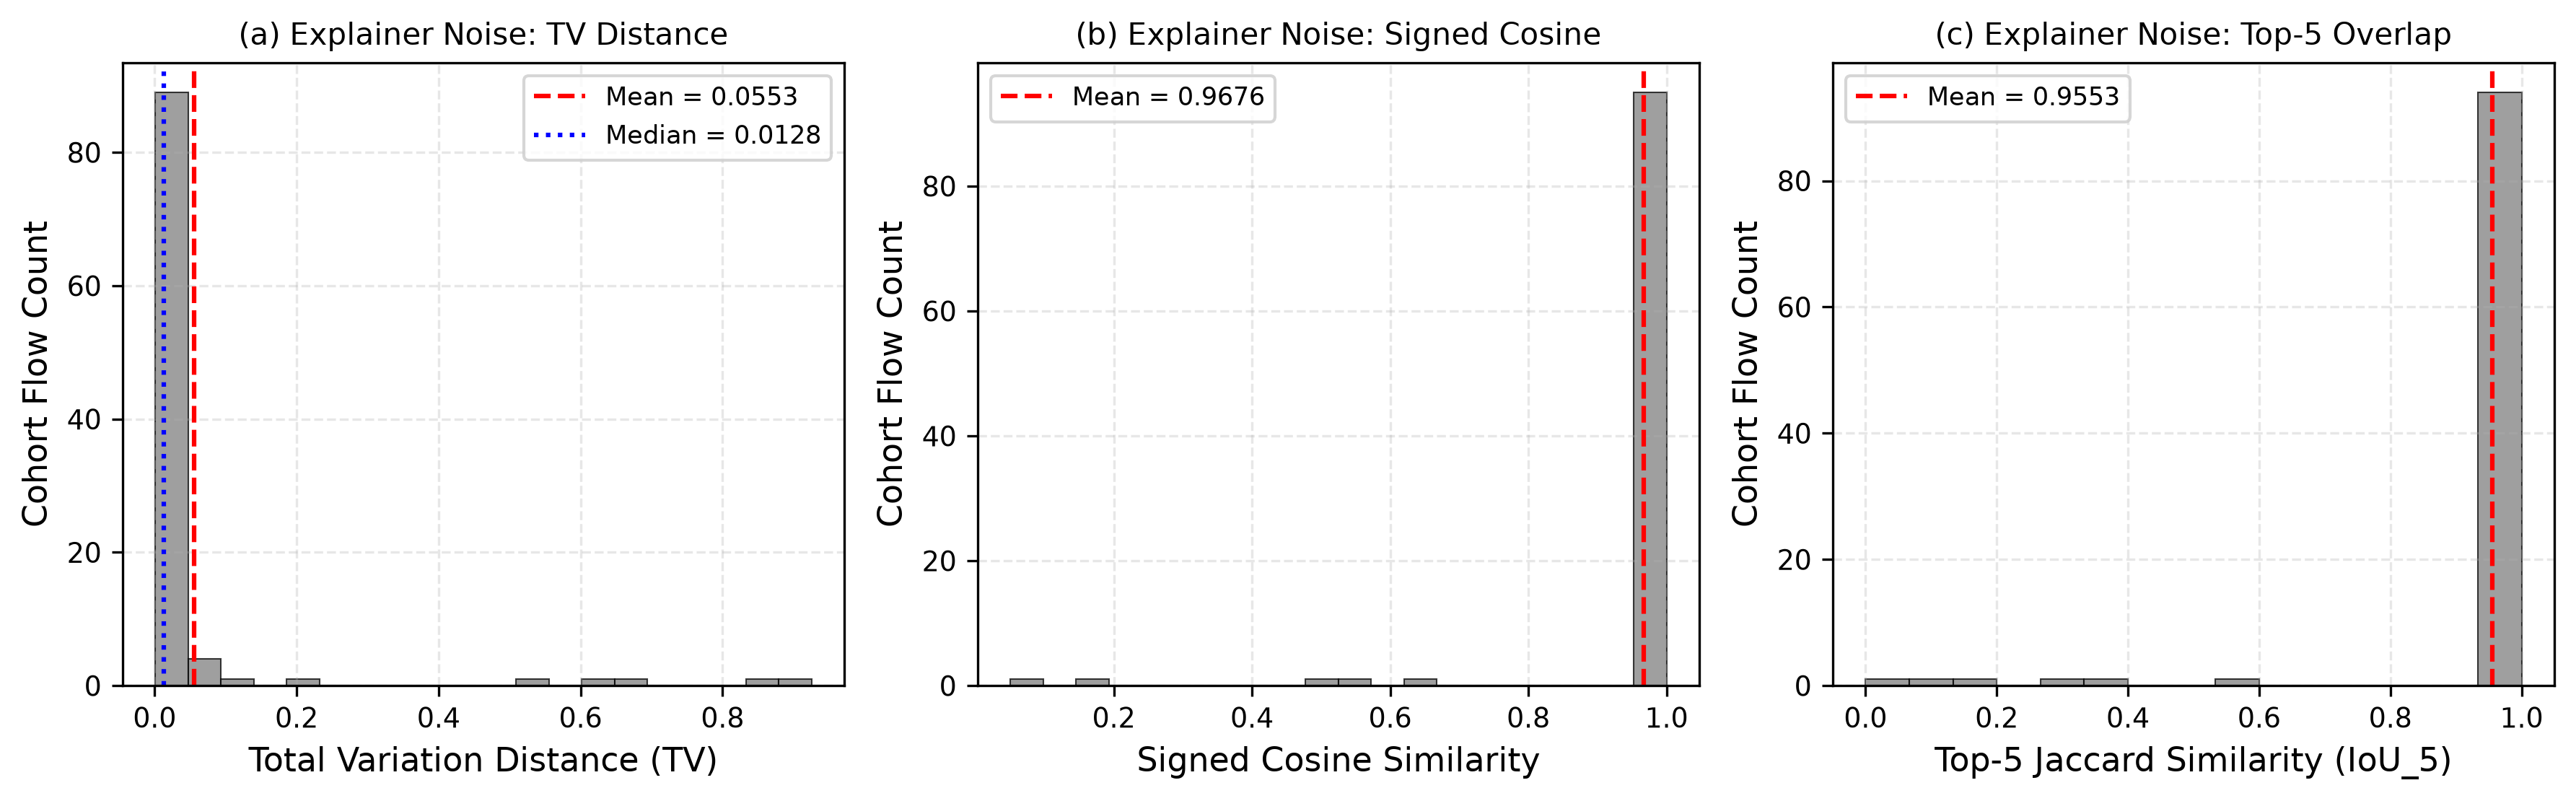 (a) Explainer Noise: TV Distance
Mean = 0.0553
Median = 0.0128
Cohort Flow Count
80
60
40
20
0
0.0 0.2 0.4 0.6 0.8
Total Variation Distance (TV)
(b) Explainer Noise: Signed Cosine
Mean = 0.9676
Cohort Flow Count
80
60
40
20
0
0.2 0.4 0.6 0.8 1.0
Signed Cosine Similarity
(c) Explainer Noise: Top-5 Overlap
Mean = 0.9553
Cohort Flow Count
80
60
40
20
0
0.0 0.2 0.4 0.6 0.8 1.0
Top-5 Jaccard Similarity (IoU_5)